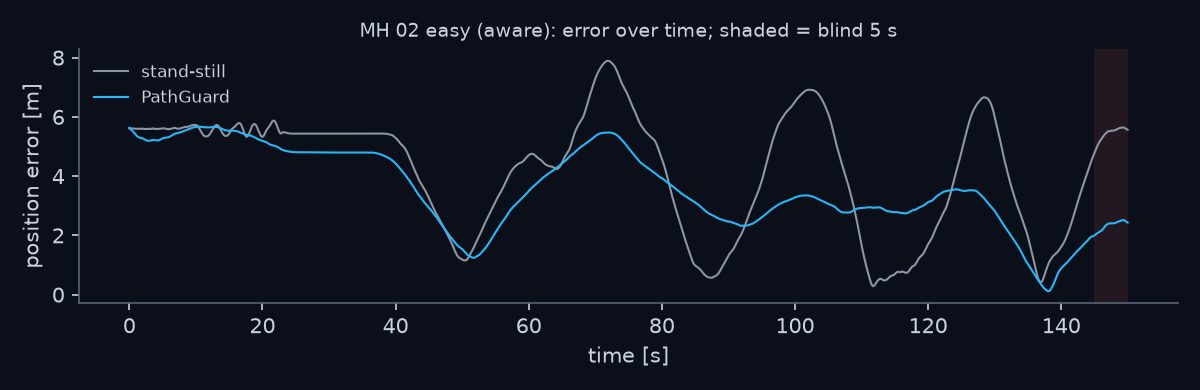 MH 02 easy (aware): error over time; shaded = blind 5 s
position error [m]
8
6
4
2
0
stand-still
PathGuard
0 20 40 60 80 100 120 140
time [s]